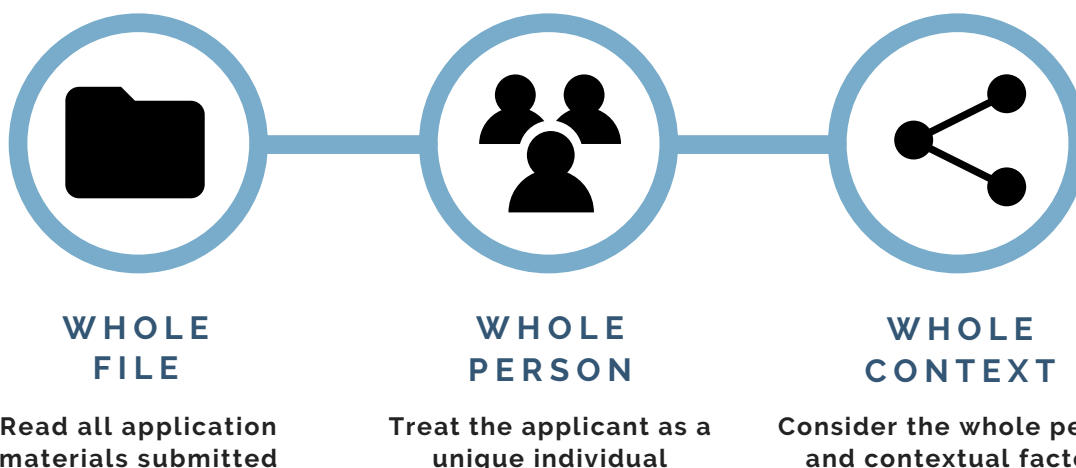 WHOLE
FILE
Read all application
materials submitted
WHOLE
PERSON
Treat the applicant as a
unique individual
WHOLE
CONTEXT
Consider the whole
and contextual